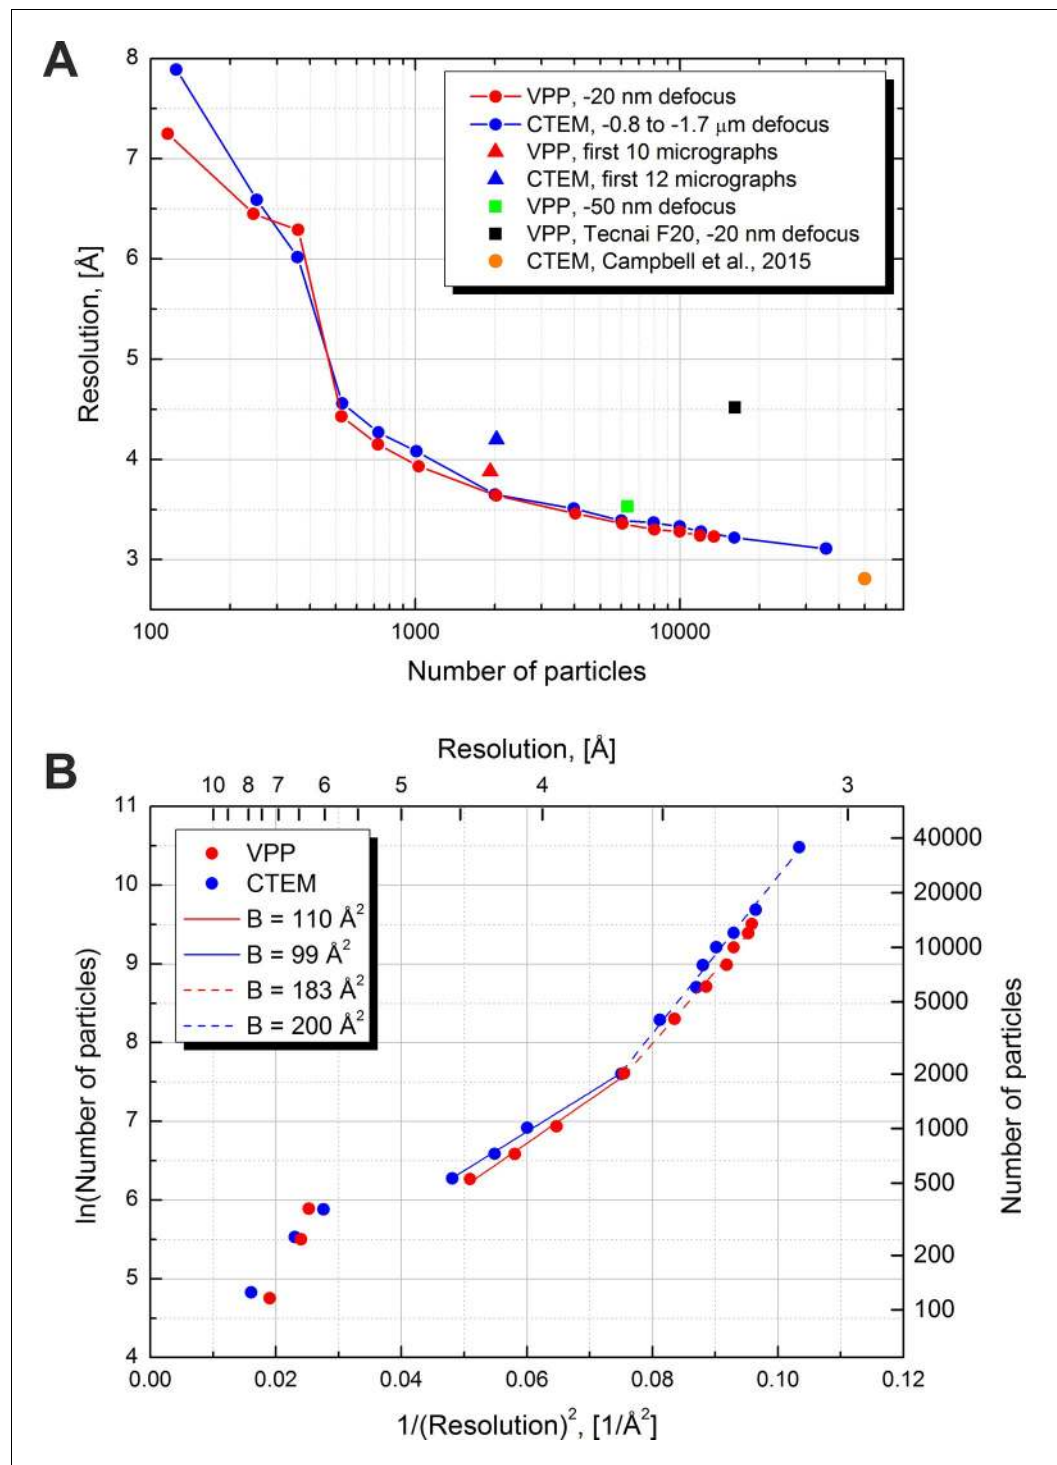 A
8
7
6
5
4
3
Resolution, [Å]
VPP, -20 nm defocus
CTEM, -0.8 to -1.7 μm defocus
VPP, first 10 micrographs
CTEM, first 12 micrographs
VPP, -50 nm defocus
VPP, Tecnai F20, -20 nm defocus
CTEM, Campbell et al., 2015
100 1000 10000
Number of particles
B
Resolution, [Å]
10 8 7 6 5 4 3
11
10
9
8
7
6
5
4
ln(Number of particles)
VPP
CTEM
B = 110 Å²
B = 99 Å²
B = 183 Å²
B = 200 Å²
40000
20000
10000
5000
2000
1000
500
200
100
Number of particles
0.00 0.02 0.04 0.06 0.08 0.10 0.12
1/(Resolution)², [1/Å²]